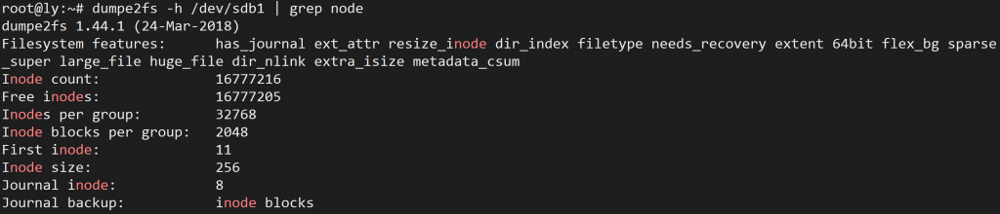 root@ly:~# dumpe2fs -h /dev/sdb1 | grep node
dumpe2fs 1.44.1 (24-Mar-2018)
Filesystem features:      has_journal ext_attr resize_inode dir_index filetype needs_recovery extent 64bit flex_bg sparse
_super large_file huge_file dir_nlink extra_isize metadata_csum
Inode count:              16777216
Free inodes:              16777205
Inodes per group:         32768
Inode blocks per group:   2048
First inode:              11
Inode size:               256
Journal inode:            8
Journal backup:           inode blocks